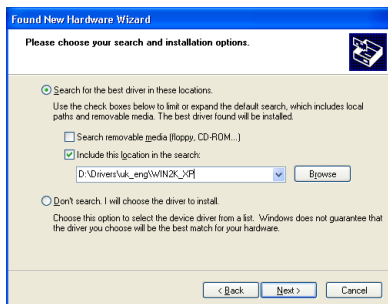 Found New Hardware Wizard
Please choose your search and installation options.
Search for the best driver in these locations.
Use the check boxes below to limit or expand the default search, which includes local
paths and removable media. The best driver found will be installed.
Search removable media (floppy, CD-ROM...)
Include this location in the search:
D:\Drivers\uk_eng\WIN2K_XP
Browse
Don't search. I will choose the driver to install.
Choose this option to select the device driver from a list. Windows does not guarantee that
the driver you choose will be the best match for your hardware.
< Back Next > Cancel